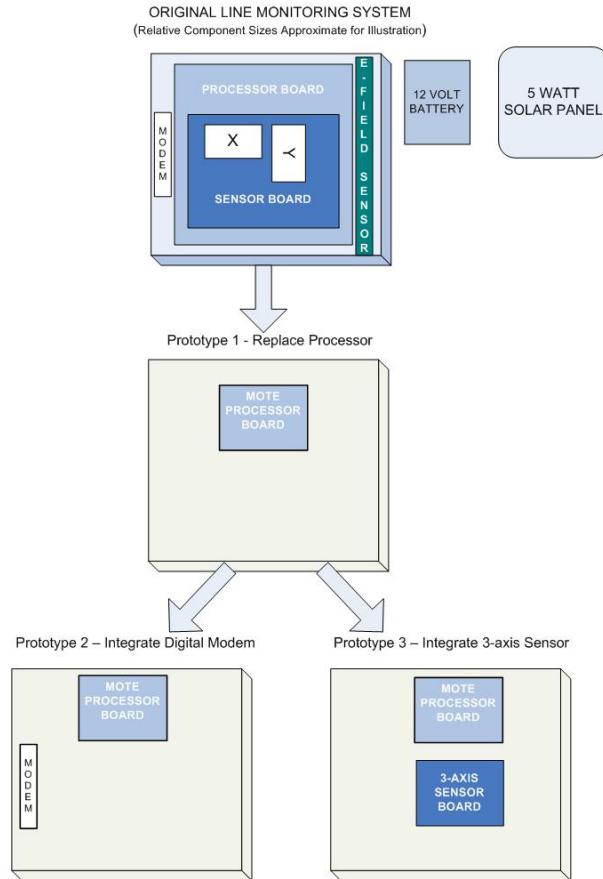 ORIGINAL LINE MONITORING SYSTEM
(Relative Component Sizes Approximate for Illustration)
PROCESSOR BOARD
MODEM
X
Y
SENSOR BOARD
E-FIELD SENSOR
12 VOLT
BATTERY
5 WATT
SOLAR PANEL
Prototype 1 - Replace Processor
MOTE
PROCESSOR
BOARD
Prototype 2 – Integrate Digital Modem
MOTE
PROCESSOR
BOARD
MODEM
Prototype 3 – Integrate 3-axis Sensor
MOTE
PROCESSOR
BOARD
3-AXIS
SENSOR
BOARD